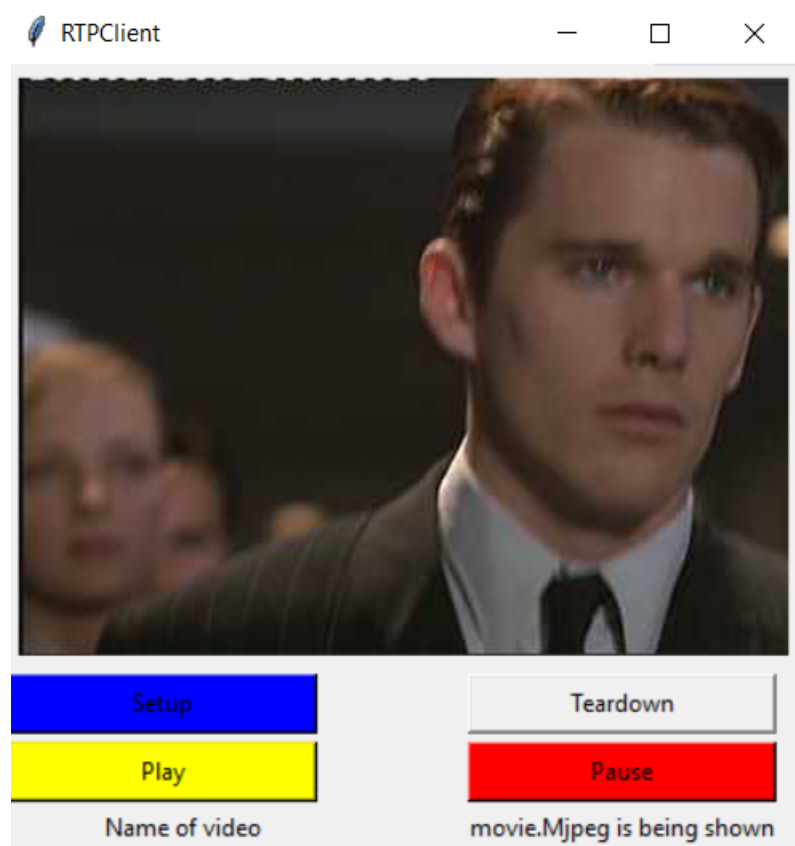 RTPClient
Setup
Teardown
Play
Pause
Name of video
movie.Mjpeg is being shown